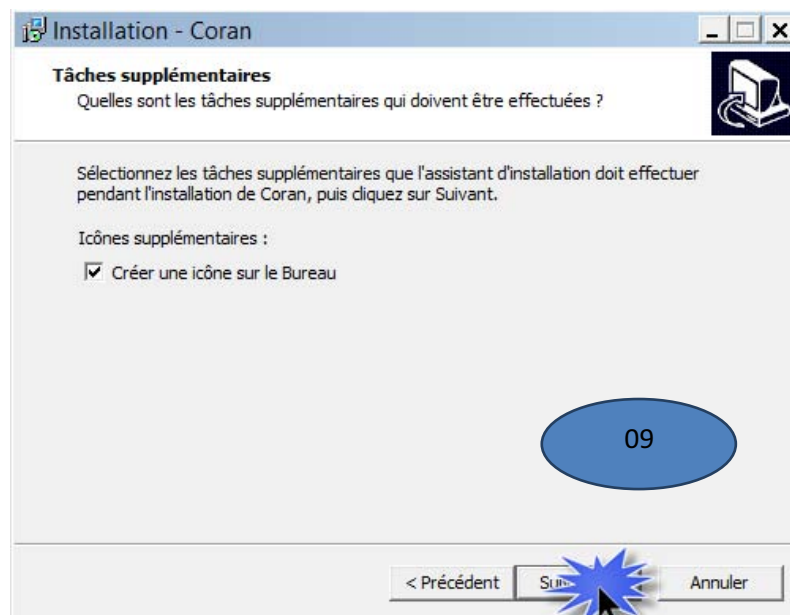 Installation - Coran
Tâches supplémentaires
Quelles sont les tâches supplémentaires qui doivent être effectuées ?
Sélectionnez les tâches supplémentaires que l'assistant d'installation doit effectuer
pendant l'installation de Coran, puis cliquez sur Suivant.
Icônes supplémentaires :
Créer une icône sur le Bureau
09
< Précédent Annuler